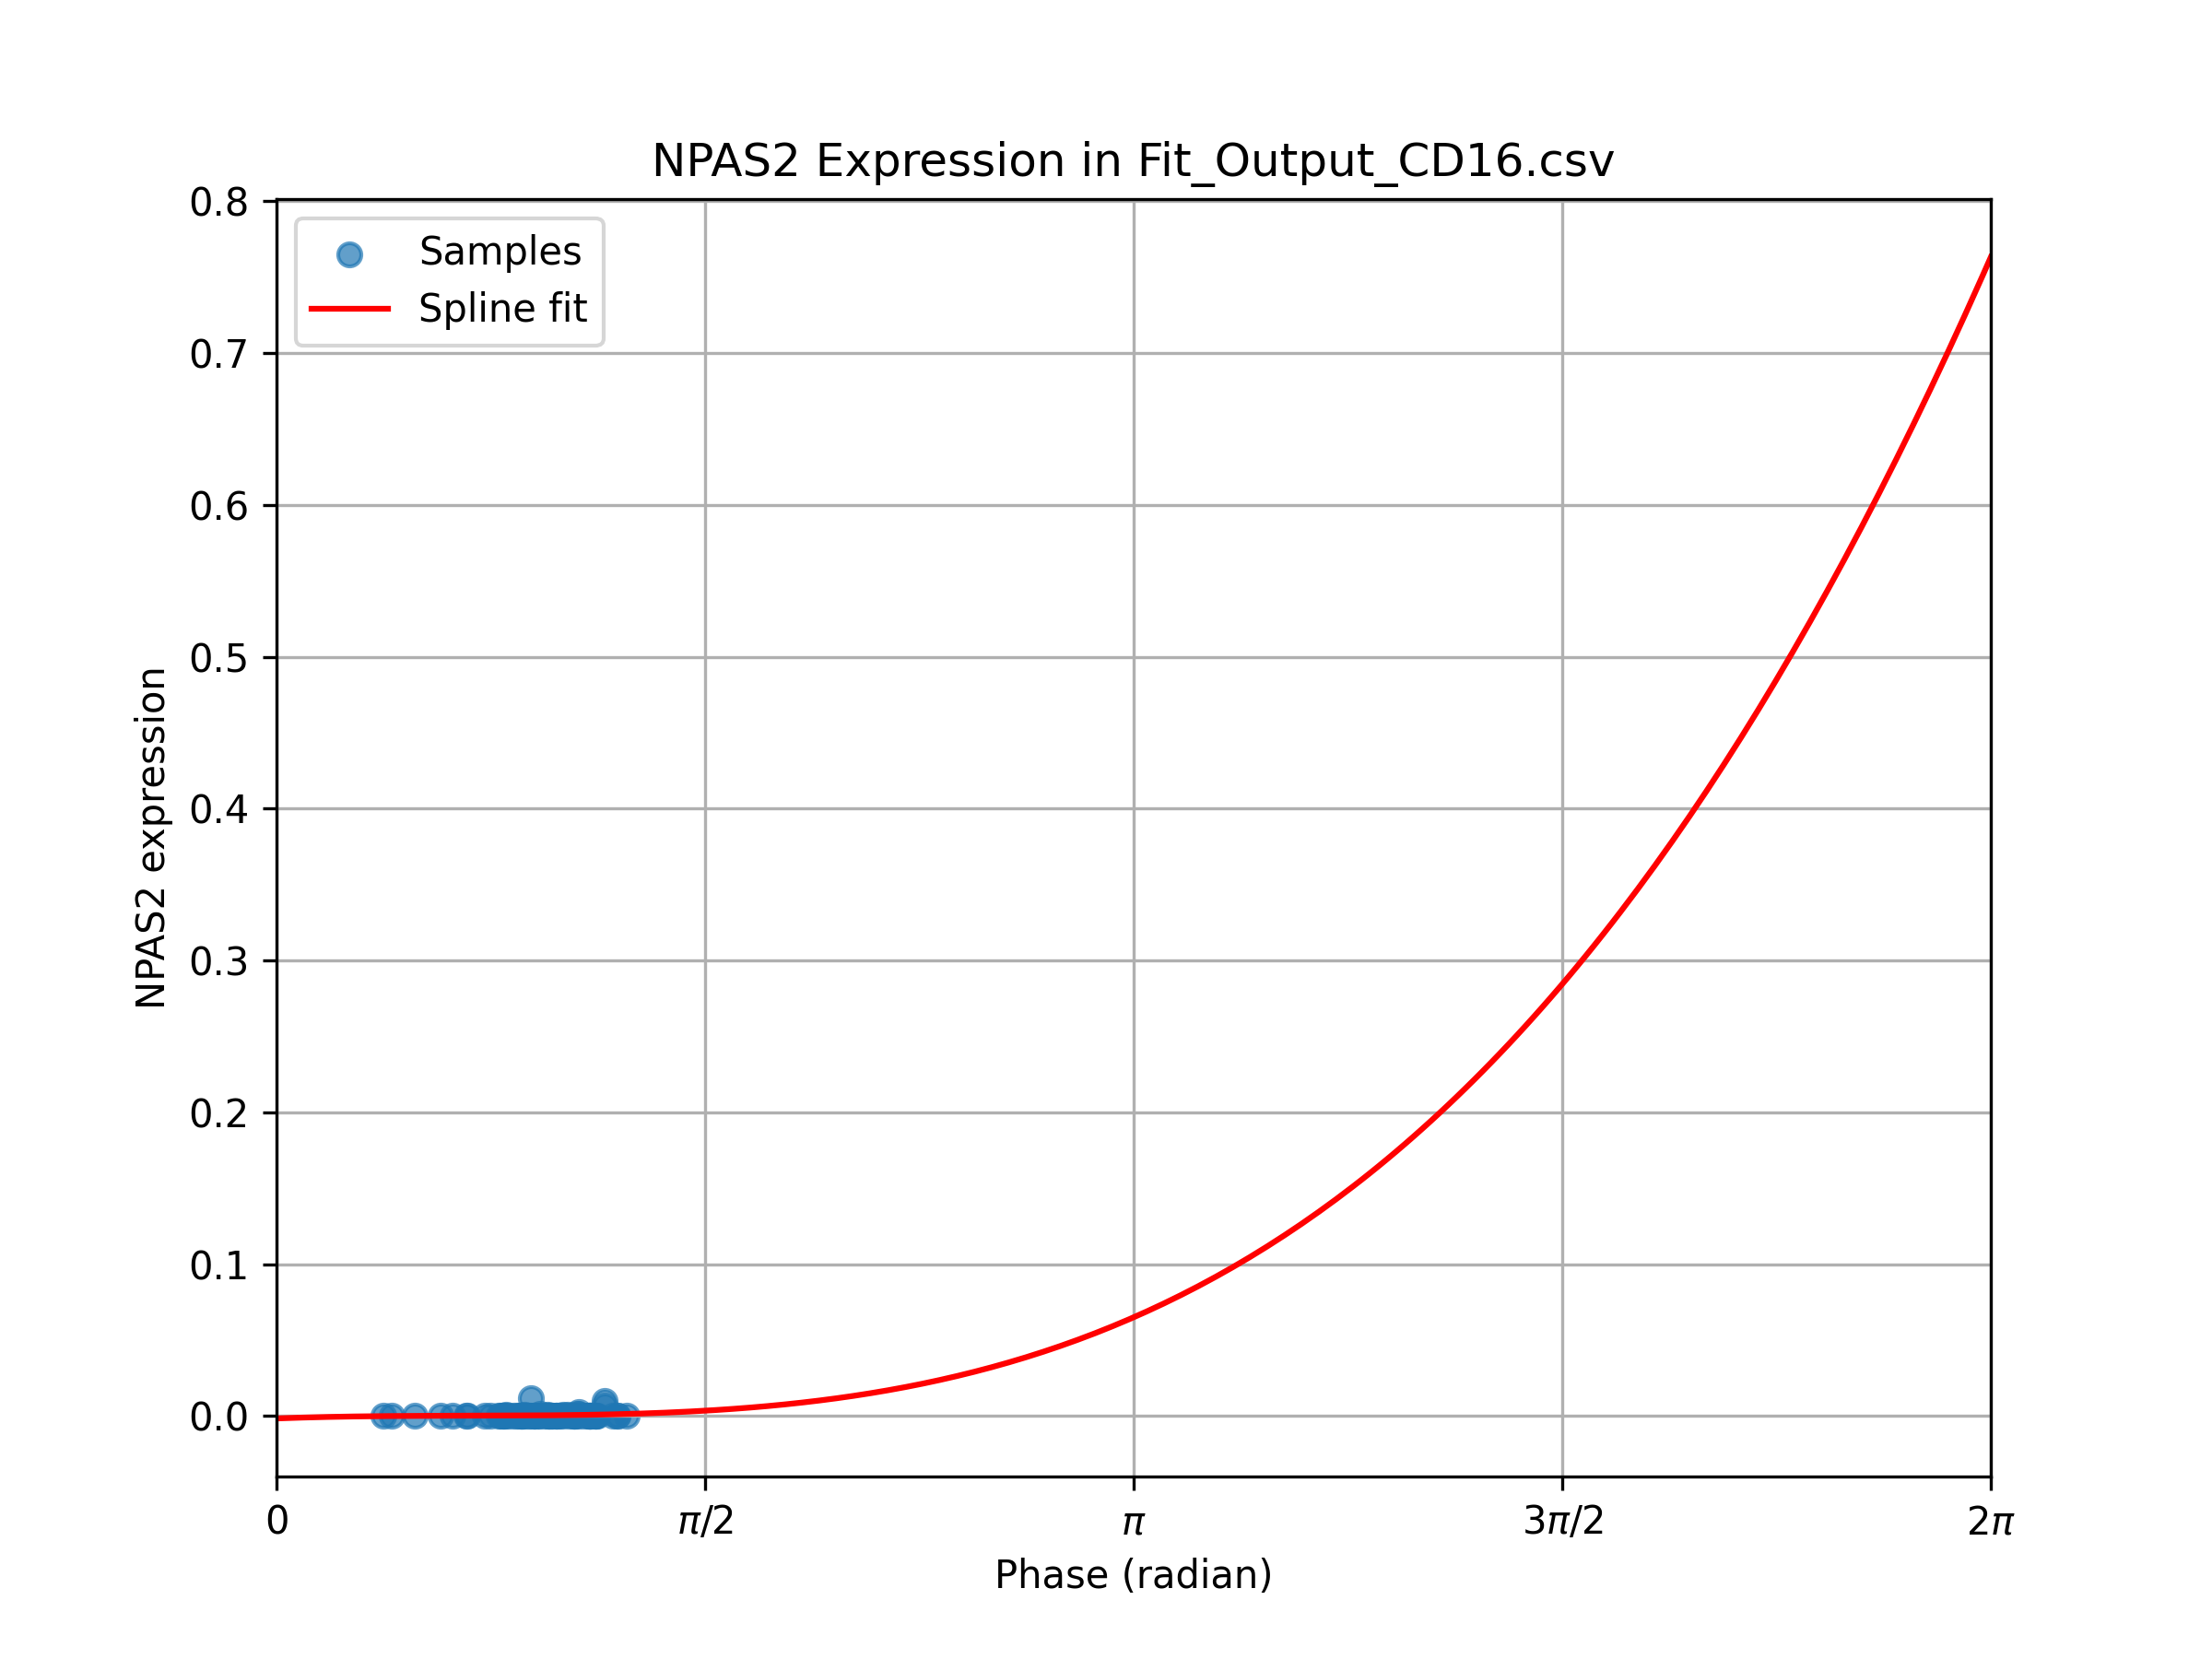 NPAS2 Expression in Fit_Output_CD16.csv
Samples
Spline fit
0.8
0.7
0.6
0.5
0.4
0.3
0.2
0.1
0.0
NPAS2 expression
0 π/2 π 3π/2 2π
Phase (radian)